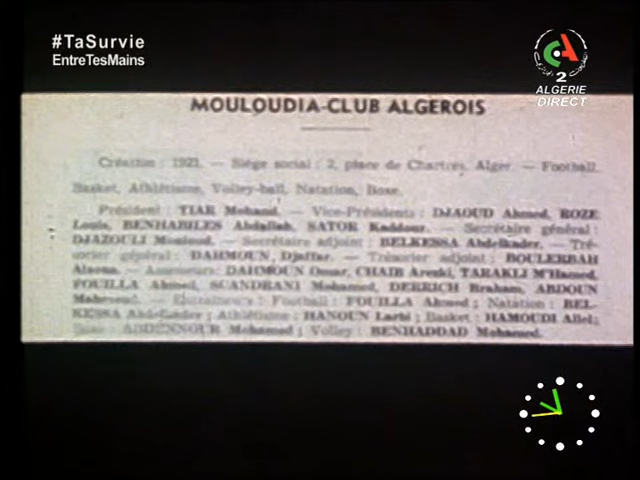 #TaSurvie
EntreTesMains
2
ALGERIE
DIRECT
MOULOUDIA-CLUB ALGEROIS
Création : 1921. — Siège social : 2, place de Chartres, Alger. — Football,
Basket, Athlétisme, Volley-ball, Natation, Boxe.
Président : TIAR Mohand. — Vice-Présidents : DJAOUD Ahmed, ROZE
Louis, BENHABILES Abdallah, SATOR Kaddour. — Secrétaire général :
DJAZOULI Mouloud. — Secrétaire adjoint : BELKESSA Abdelkader. — Tré-
sorier général : DAHMOUN Djaffar. — Trésorier adjoint : BOULERBAH
— Assesseurs : DAHMOUN Omar, CHAIB Arezki, TARAKLI M'Hamed,
FOUILLA Ahmed, SCANDRANI Mohamed, DERRICH Braham, ABDOUN
Mahmoud. — Entraîneurs : Football : FOUILLA Ahmed ; Natation : BEL-
KESSA Abdelkader ; Athlétisme : HANOUN Larbi ; Basket : HAMOUDI Allel ;
Boxe : ABDENNOUR Mohamed ; Volley : BENHADDAD Mohamed.